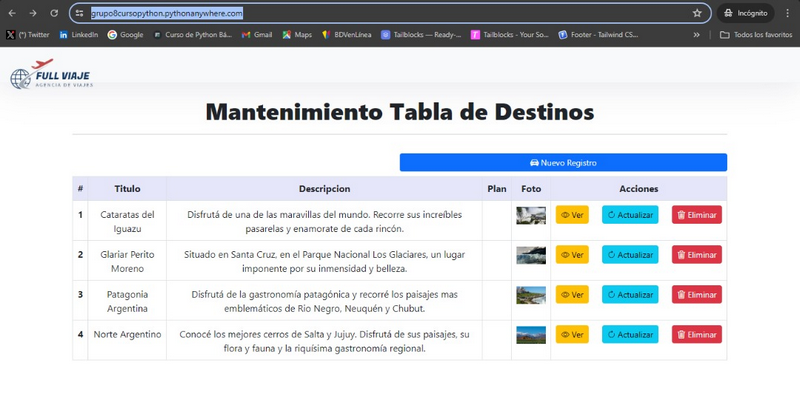 grupo8cursopython.pythonanywhere.com
Incógnito
(*) Twitter
LinkedIn
Google
Curso de Python Bá...
Gmail
Maps
BDVenLínea
Tailblocks — Ready-...
Tailblocks - Your So...
Footer - Tailwind CS...
»
Todos los favoritos
FULL VIAJE
AGENCIA DE VIAJES
Mantenimiento Tabla de Destinos
Nuevo Registro
# Titulo Descripcion Plan Foto Acciones
1 Cataratas del Iguazu Disfrutá de una de las maravillas del mundo. Recorre sus increíbles
pasarelas y enamorate de cada rincón.
Ver Actualizar Eliminar
2 Glariar Perito Moreno Situado en Santa Cruz, en el Parque Nacional Los Glaciares, un lugar
imponente por su inmensidad y belleza.
Ver Actualizar Eliminar
3 Patagonia Argentina Disfrutá de la gastronomía patagónica y recorré los paisajes mas
emblemáticos de Rio Negro, Neuquén y Chubut.
Ver Actualizar Eliminar
4 Norte Argentino Conocé los mejores cerros de Salta y Jujuy. Disfrutá de sus paisajes, su
flora y fauna y la riquísima gastronomía regional.
Ver Actualizar Eliminar